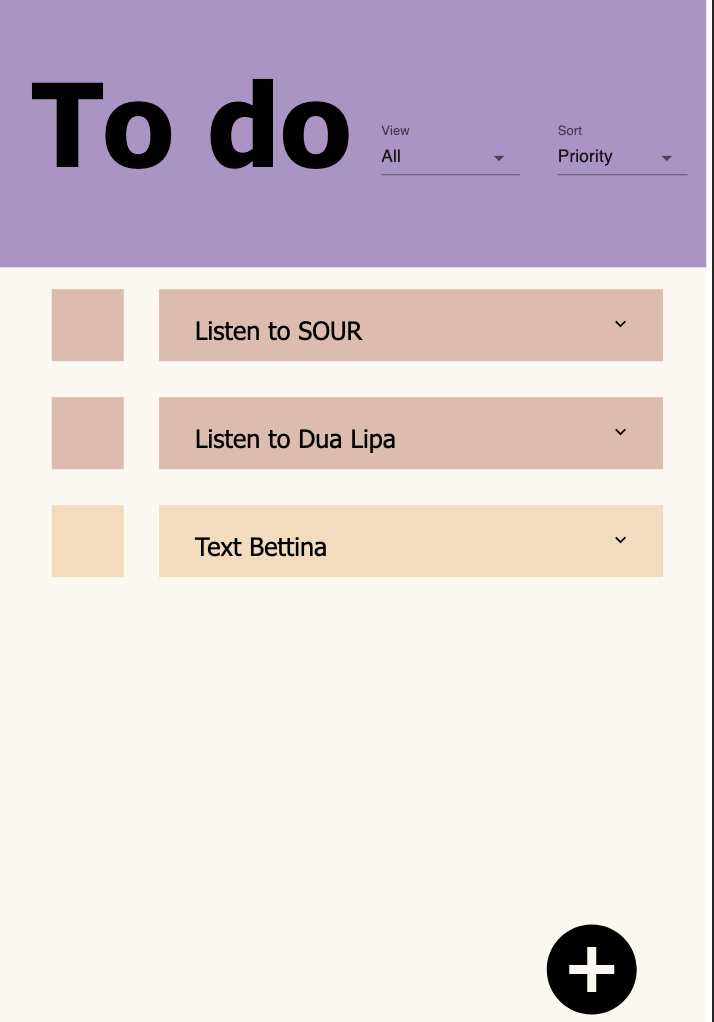 To do
View
All
Sort
Priority
Listen to SOUR
Listen to Dua Lipa
Text Bettina